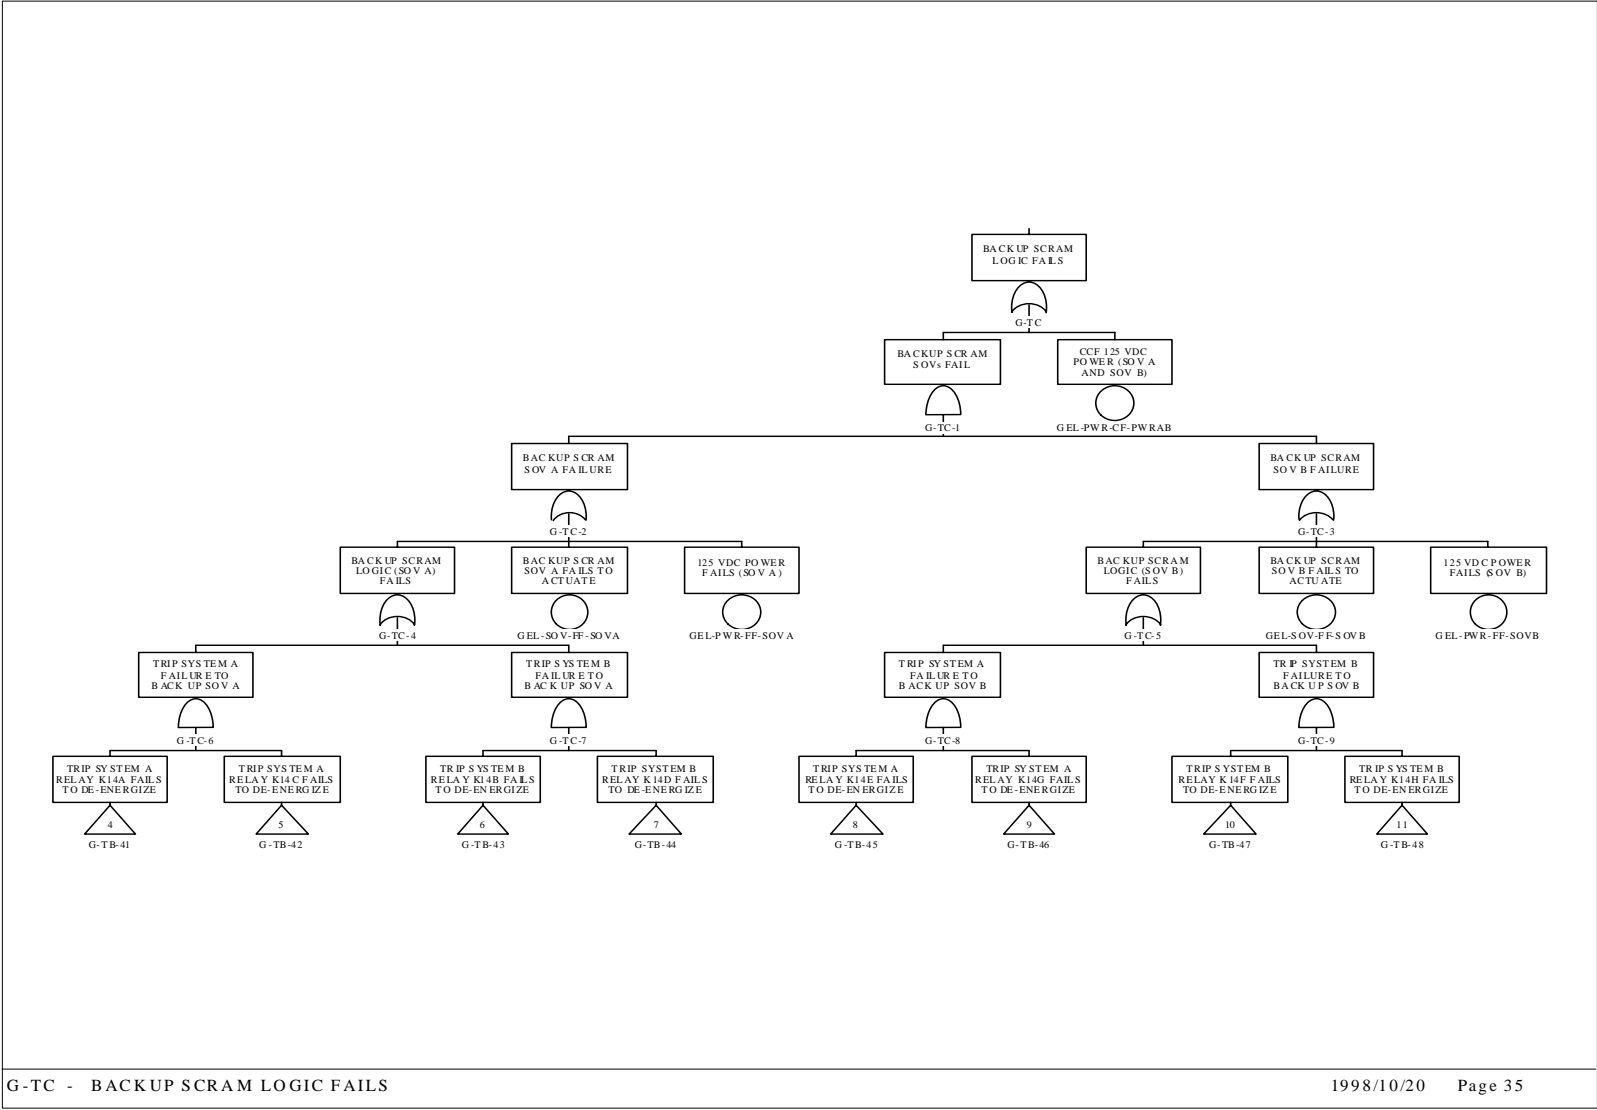 BACKUP SCRAM
LOGIC FAILS
G-TC
BACKUP SCRAM
SOVs FAIL
G-TC-1
CCF 125 VDC
POWER (SOV A
AND SOV B)
GEL-PWR-CF-PWRAB
BACKUP SCRAM
SOV A FAILURE
G-TC-2
BACKUP SCRAM
SOV B FAILURE
G-TC-3
BACKUP SCRAM
LOGIC (SOV A)
FAILS
G-TC-4
BACKUP SCRAM
SOV A FAILS TO
ACTUATE
GEL-SOV-FF-SOVA
125 VDC POWER
FAILS (SOV A)
GEL-PWR-FF-SOVA
BACKUP SCRAM
LOGIC (SOV B)
FAILS
G-TC-5
BACKUP SCRAM
SOV B FAILS TO
ACTUATE
GEL-SOV-FF-SOVB
125 VDC POWER
FAILS (SOV B)
GEL-PWR-FF-SOVB
TRIP SYSTEM A
FAILURE TO
BACK UP SOV A
G-TC-6
TRIP SYSTEM B
FAILURE TO
BACK UP SOV A
G-TC-7
TRIP SYSTEM A
FAILURE TO
BACK UP SOV B
G-TC-8
TRIP SYSTEM B
FAILURE TO
BACK UP SOV B
G-TC-9
TRIP SYSTEM A
RELAY K14A FAILS
TO DE-ENERGIZE
4
G-TB-41
TRIP SYSTEM A
RELAY K14C FAILS
TO DE-ENERGIZE
5
G-TB-42
TRIP SYSTEM B
RELAY K14B FAILS
TO DE-ENERGIZE
6
G-TB-43
TRIP SYSTEM B
RELAY K14D FAILS
TO DE-ENERGIZE
7
G-TB-44
TRIP SYSTEM A
RELAY K14E FAILS
TO DE-ENERGIZE
8
G-TB-45
TRIP SYSTEM A
RELAY K14G FAILS
TO DE-ENERGIZE
9
G-TB-46
TRIP SYSTEM B
RELAY K14F FAILS
TO DE-ENERGIZE
10
G-TB-47
TRIP SYSTEM B
RELAY K14H FAILS
TO DE-ENERGIZE
11
G-TB-48
G-TC - BACKUP SCRAM LOGIC FAILS
1998/10/20 Page 35